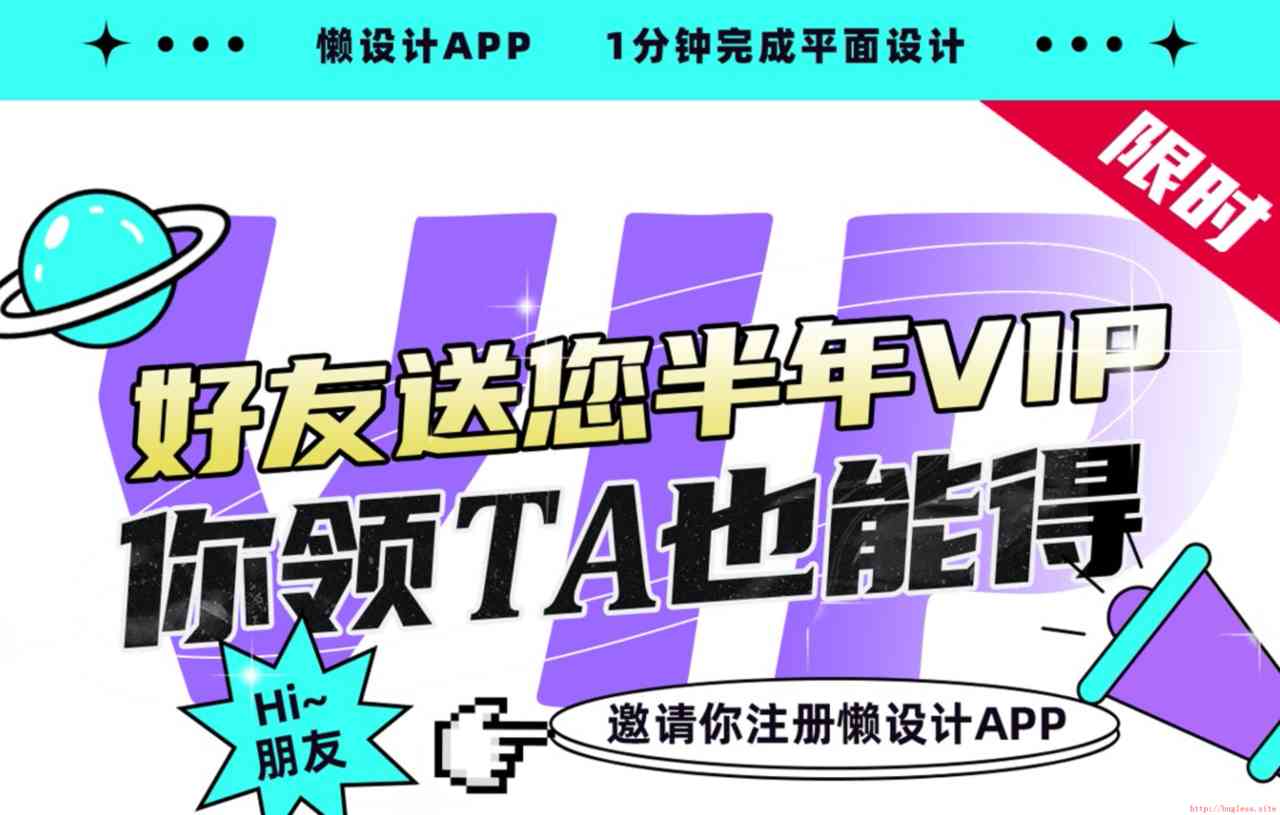 懒设计APP 1分钟完成平面设计
限时
VIP
好友送您半年VIP
你领TA也能得
Hi~
朋友
邀请你注册懒设计APP
http://bugless.site